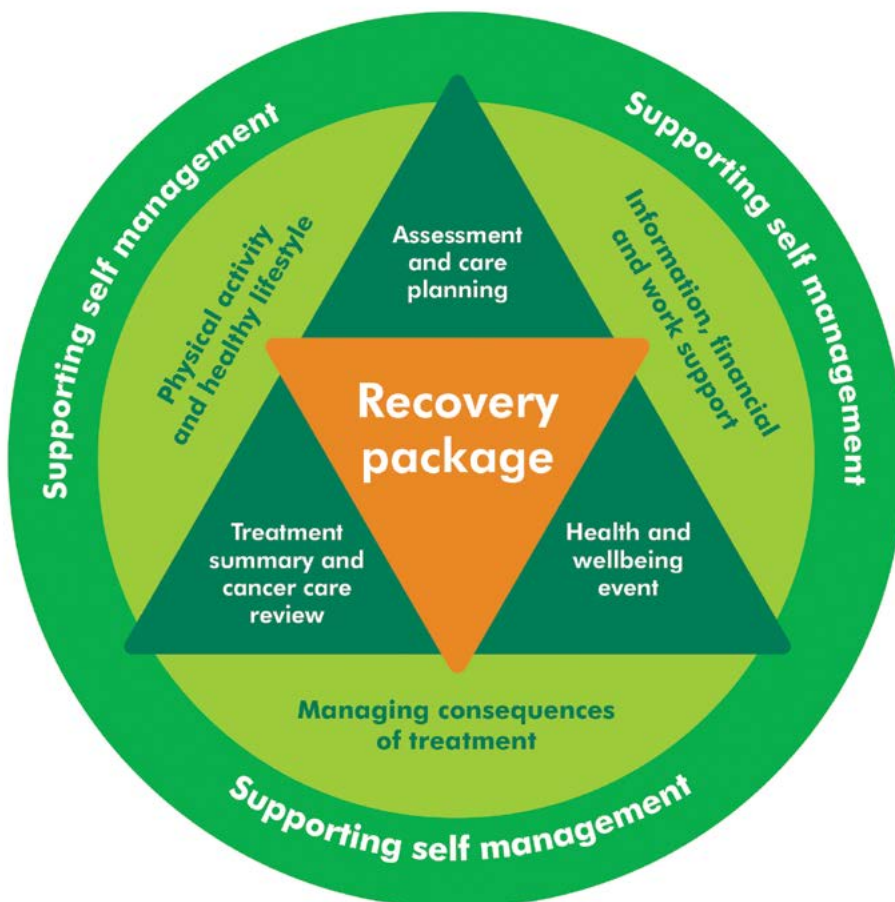 Supporting self management
Supporting self management
Physical activity
and healthy lifestyle
Information, financial
and work support
Assessment
and care
planning
Recovery
package
Treatment
summary and
cancer care
review
Health and
wellbeing
event
Managing consequences
of treatment
Supporting self management